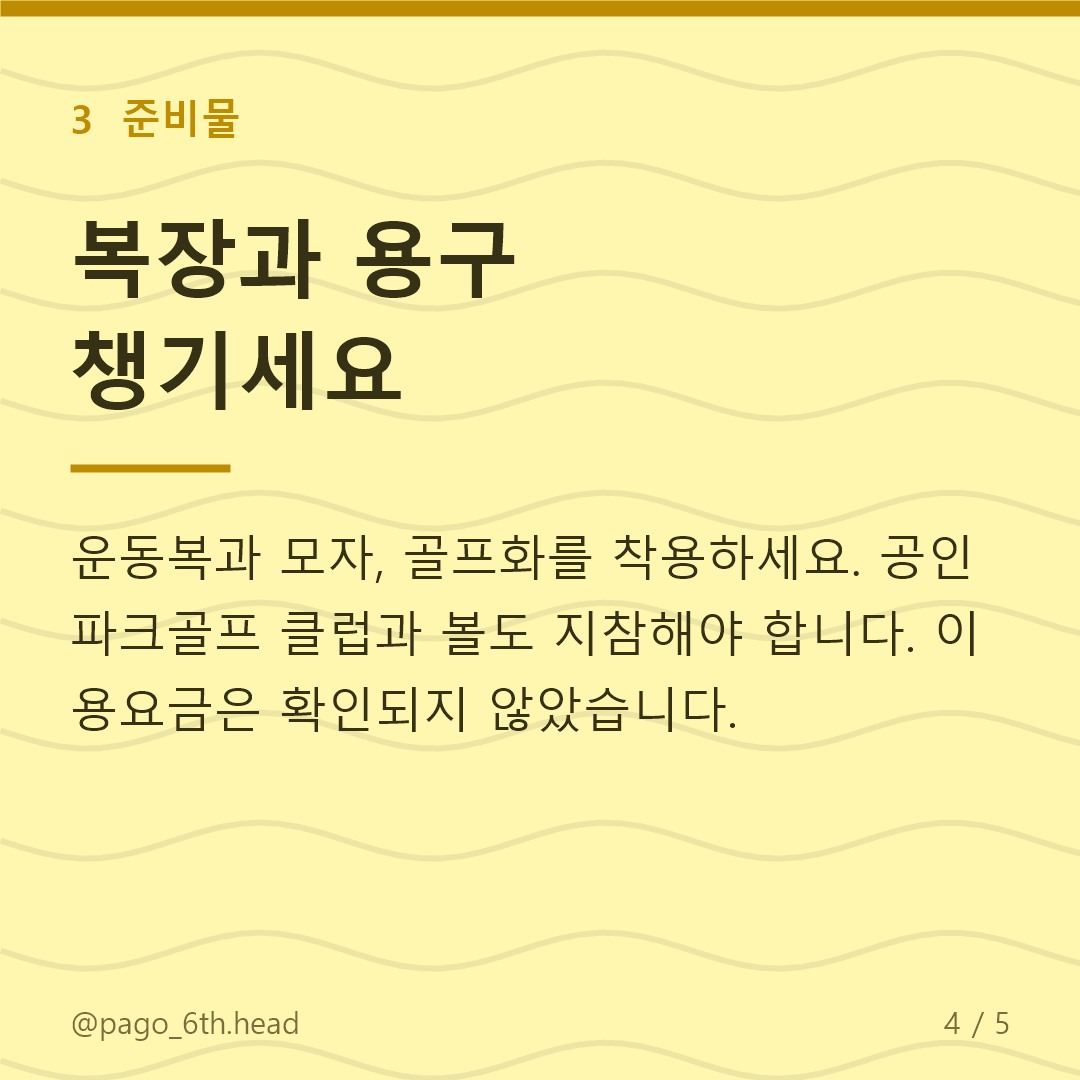 3 준비물
복장과 용구
챙기세요
운동복과 모자, 골프화를 착용하세요. 공인
파크골프 클럽과 볼도 지참해야 합니다. 이
용요금은 확인되지 않았습니다.
@pago_6th.head
4 / 5